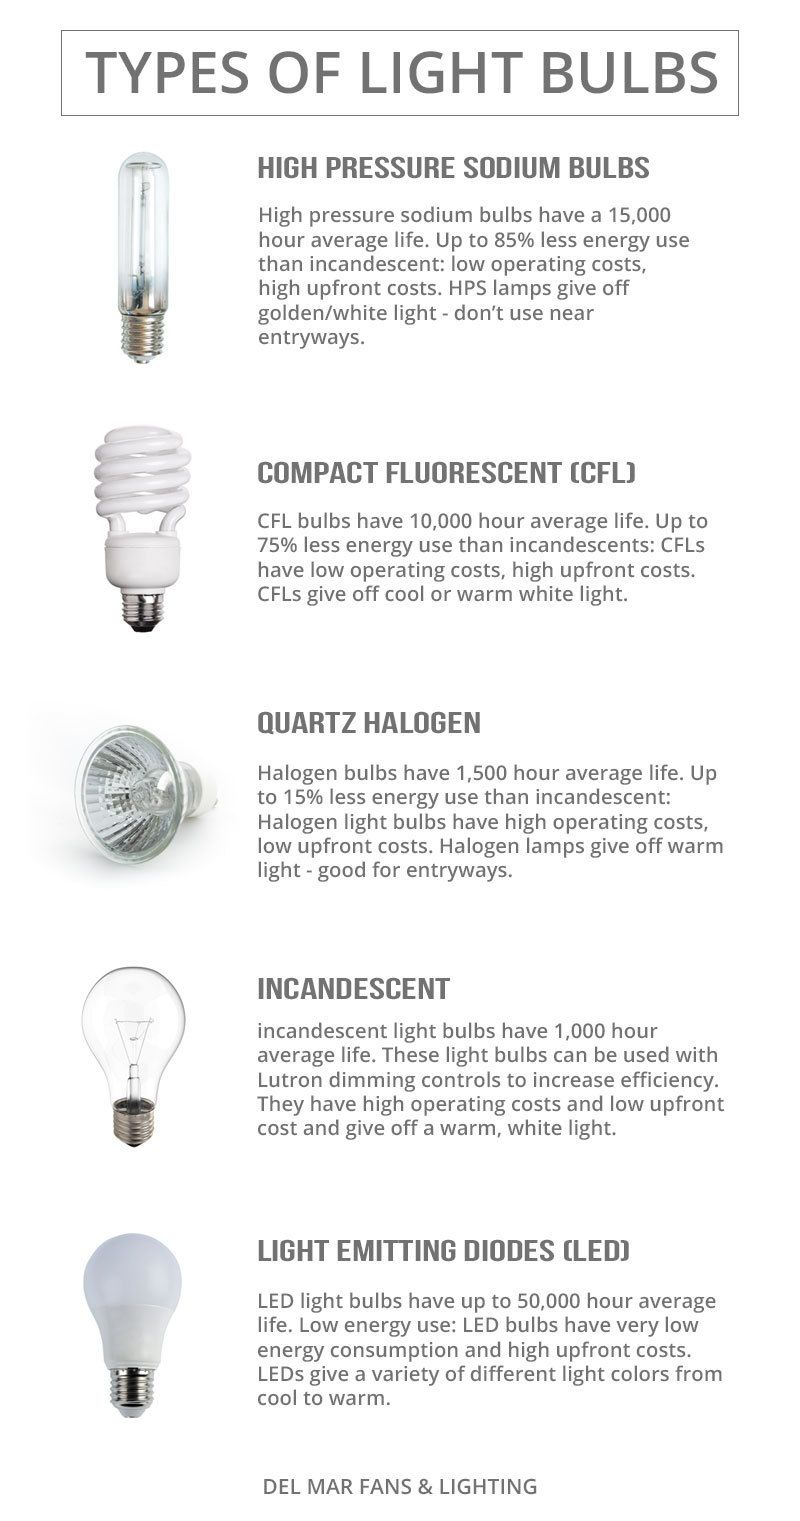 TYPES OF LIGHT BULBS
HIGH PRESSURE SODIUM BULBS
High pressure sodium bulbs have a 15,000
hour average life. Up to 85% less energy use
than incandescent: low operating costs,
high upfront costs. HPS lamps give off
golden/white light - don’t use near
entryways.
COMPACT FLUORESCENT (CFL)
CFL bulbs have 10,000 hour average life. Up to
75% less energy use than incandescents: CFLs
have low operating costs, high upfront costs.
CFLs give off cool or warm white light.
QUARTZ HALOGEN
Halogen bulbs have 1,500 hour average life. Up
to 15% less energy use than incandescent:
Halogen light bulbs have high operating costs,
low upfront costs. Halogen lamps give off warm
light - good for entryways.
INCANDESCENT
incandescent light bulbs have 1,000 hour
average life. These light bulbs can be used with
Lutron dimming controls to increase efficiency.
They have high operating costs and low upfront
cost and give off a warm, white light.
LIGHT EMITTING DIODES (LED)
LED light bulbs have up to 50,000 hour average
life. Low energy use: LED bulbs have very low
energy consumption and high upfront costs.
LEDs give a variety of different light colors from
cool to warm.
DEL MAR FANS & LIGHTING